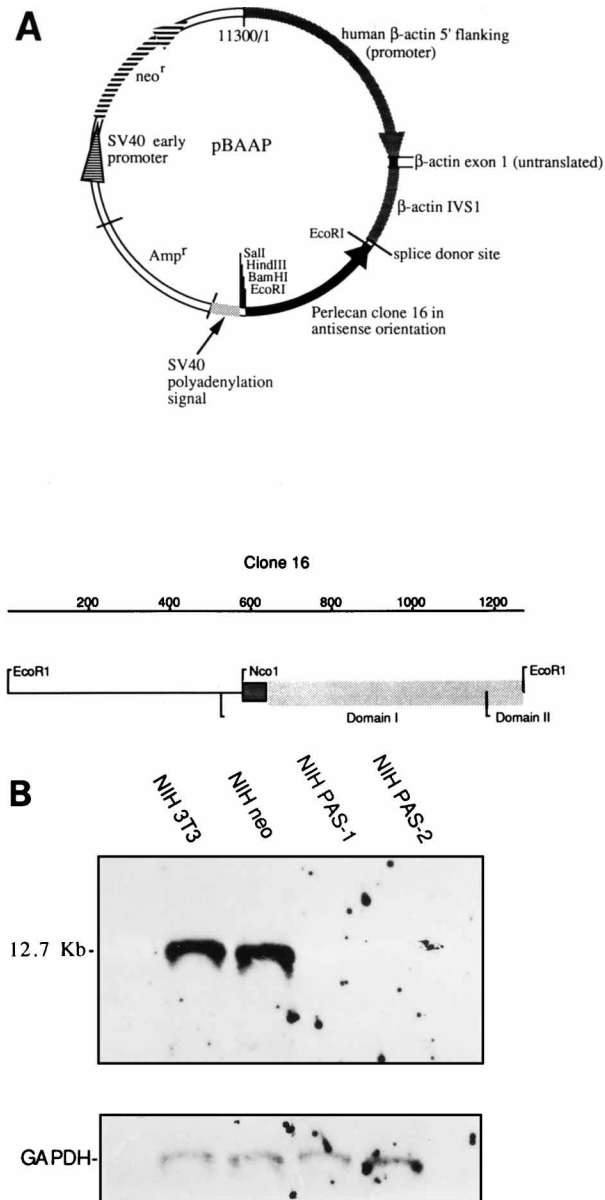 A
11300/1
human β-actin 5' flanking
(promoter)
neoʳ
SV40 early
promoter
pBAAP
β-actin exon 1 (untranslated)
β-actin IVS1
EcoRI
splice donor site
Ampʳ
SalI
HindIII
BamHI
EcoRI
Perlecan clone 16 in
antisense orientation
SV40
polyadenylation
signal
Clone 16
200 400 600 800 1000 1200
EcoR1 Nco1 EcoR1
Domain I Domain II
B
NIH 3T3 NIH neo NIH PAS-1 NIH PAS-2
12.7 Kb-
GAPDH-